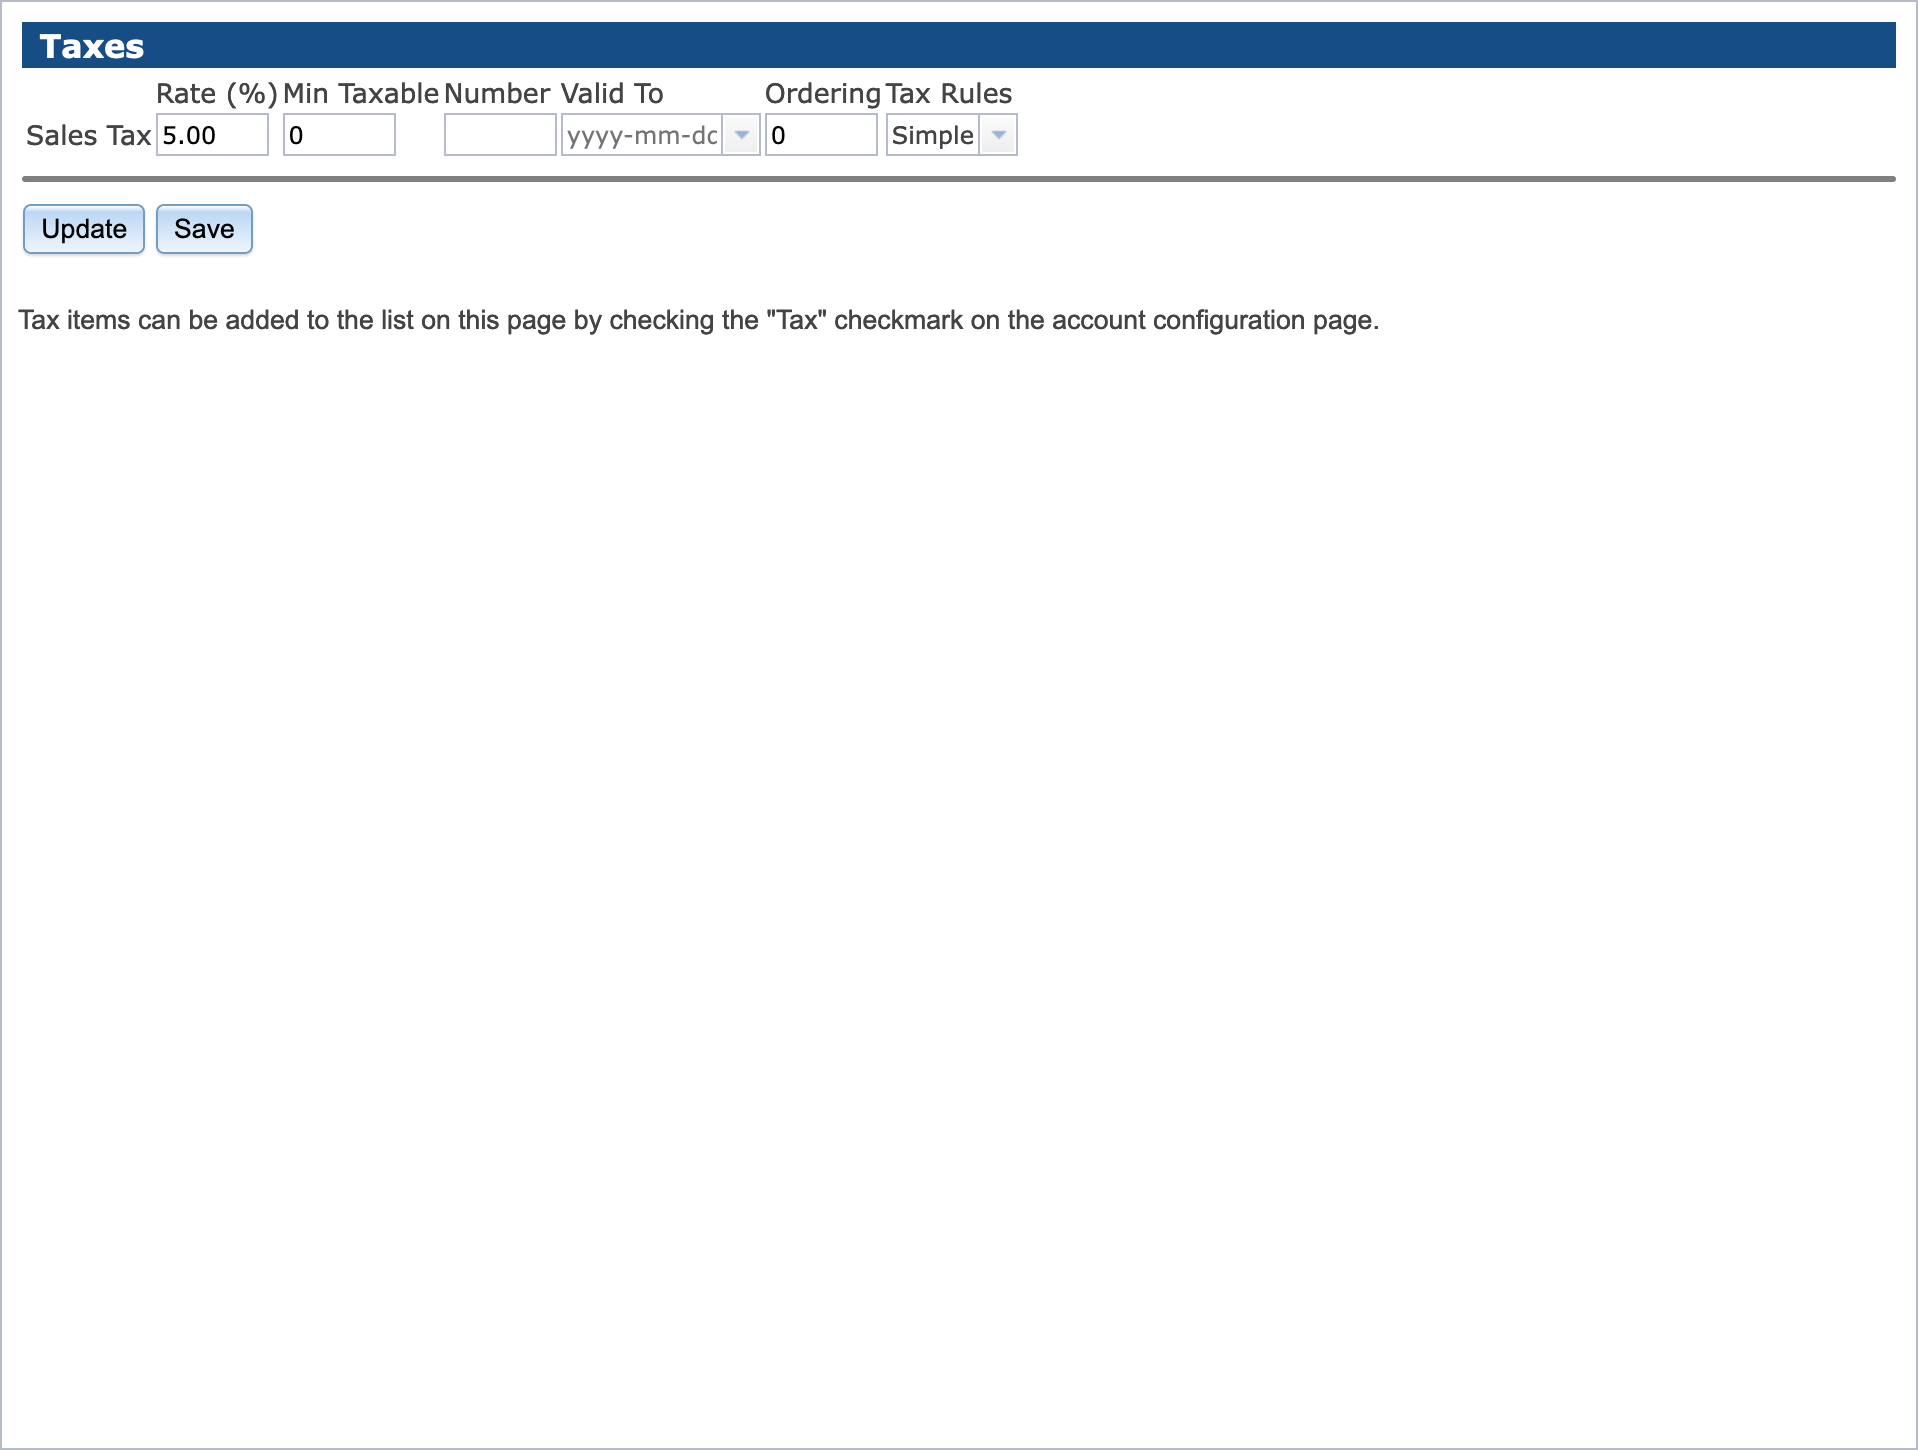 Taxes
Rate (%) Min Taxable Number Valid To Ordering Tax Rules
Sales Tax 5.00 0 yyyy-mm-dd 0 Simple
Update Save
Tax items can be added to the list on this page by checking the "Tax" checkmark on the account configuration page.